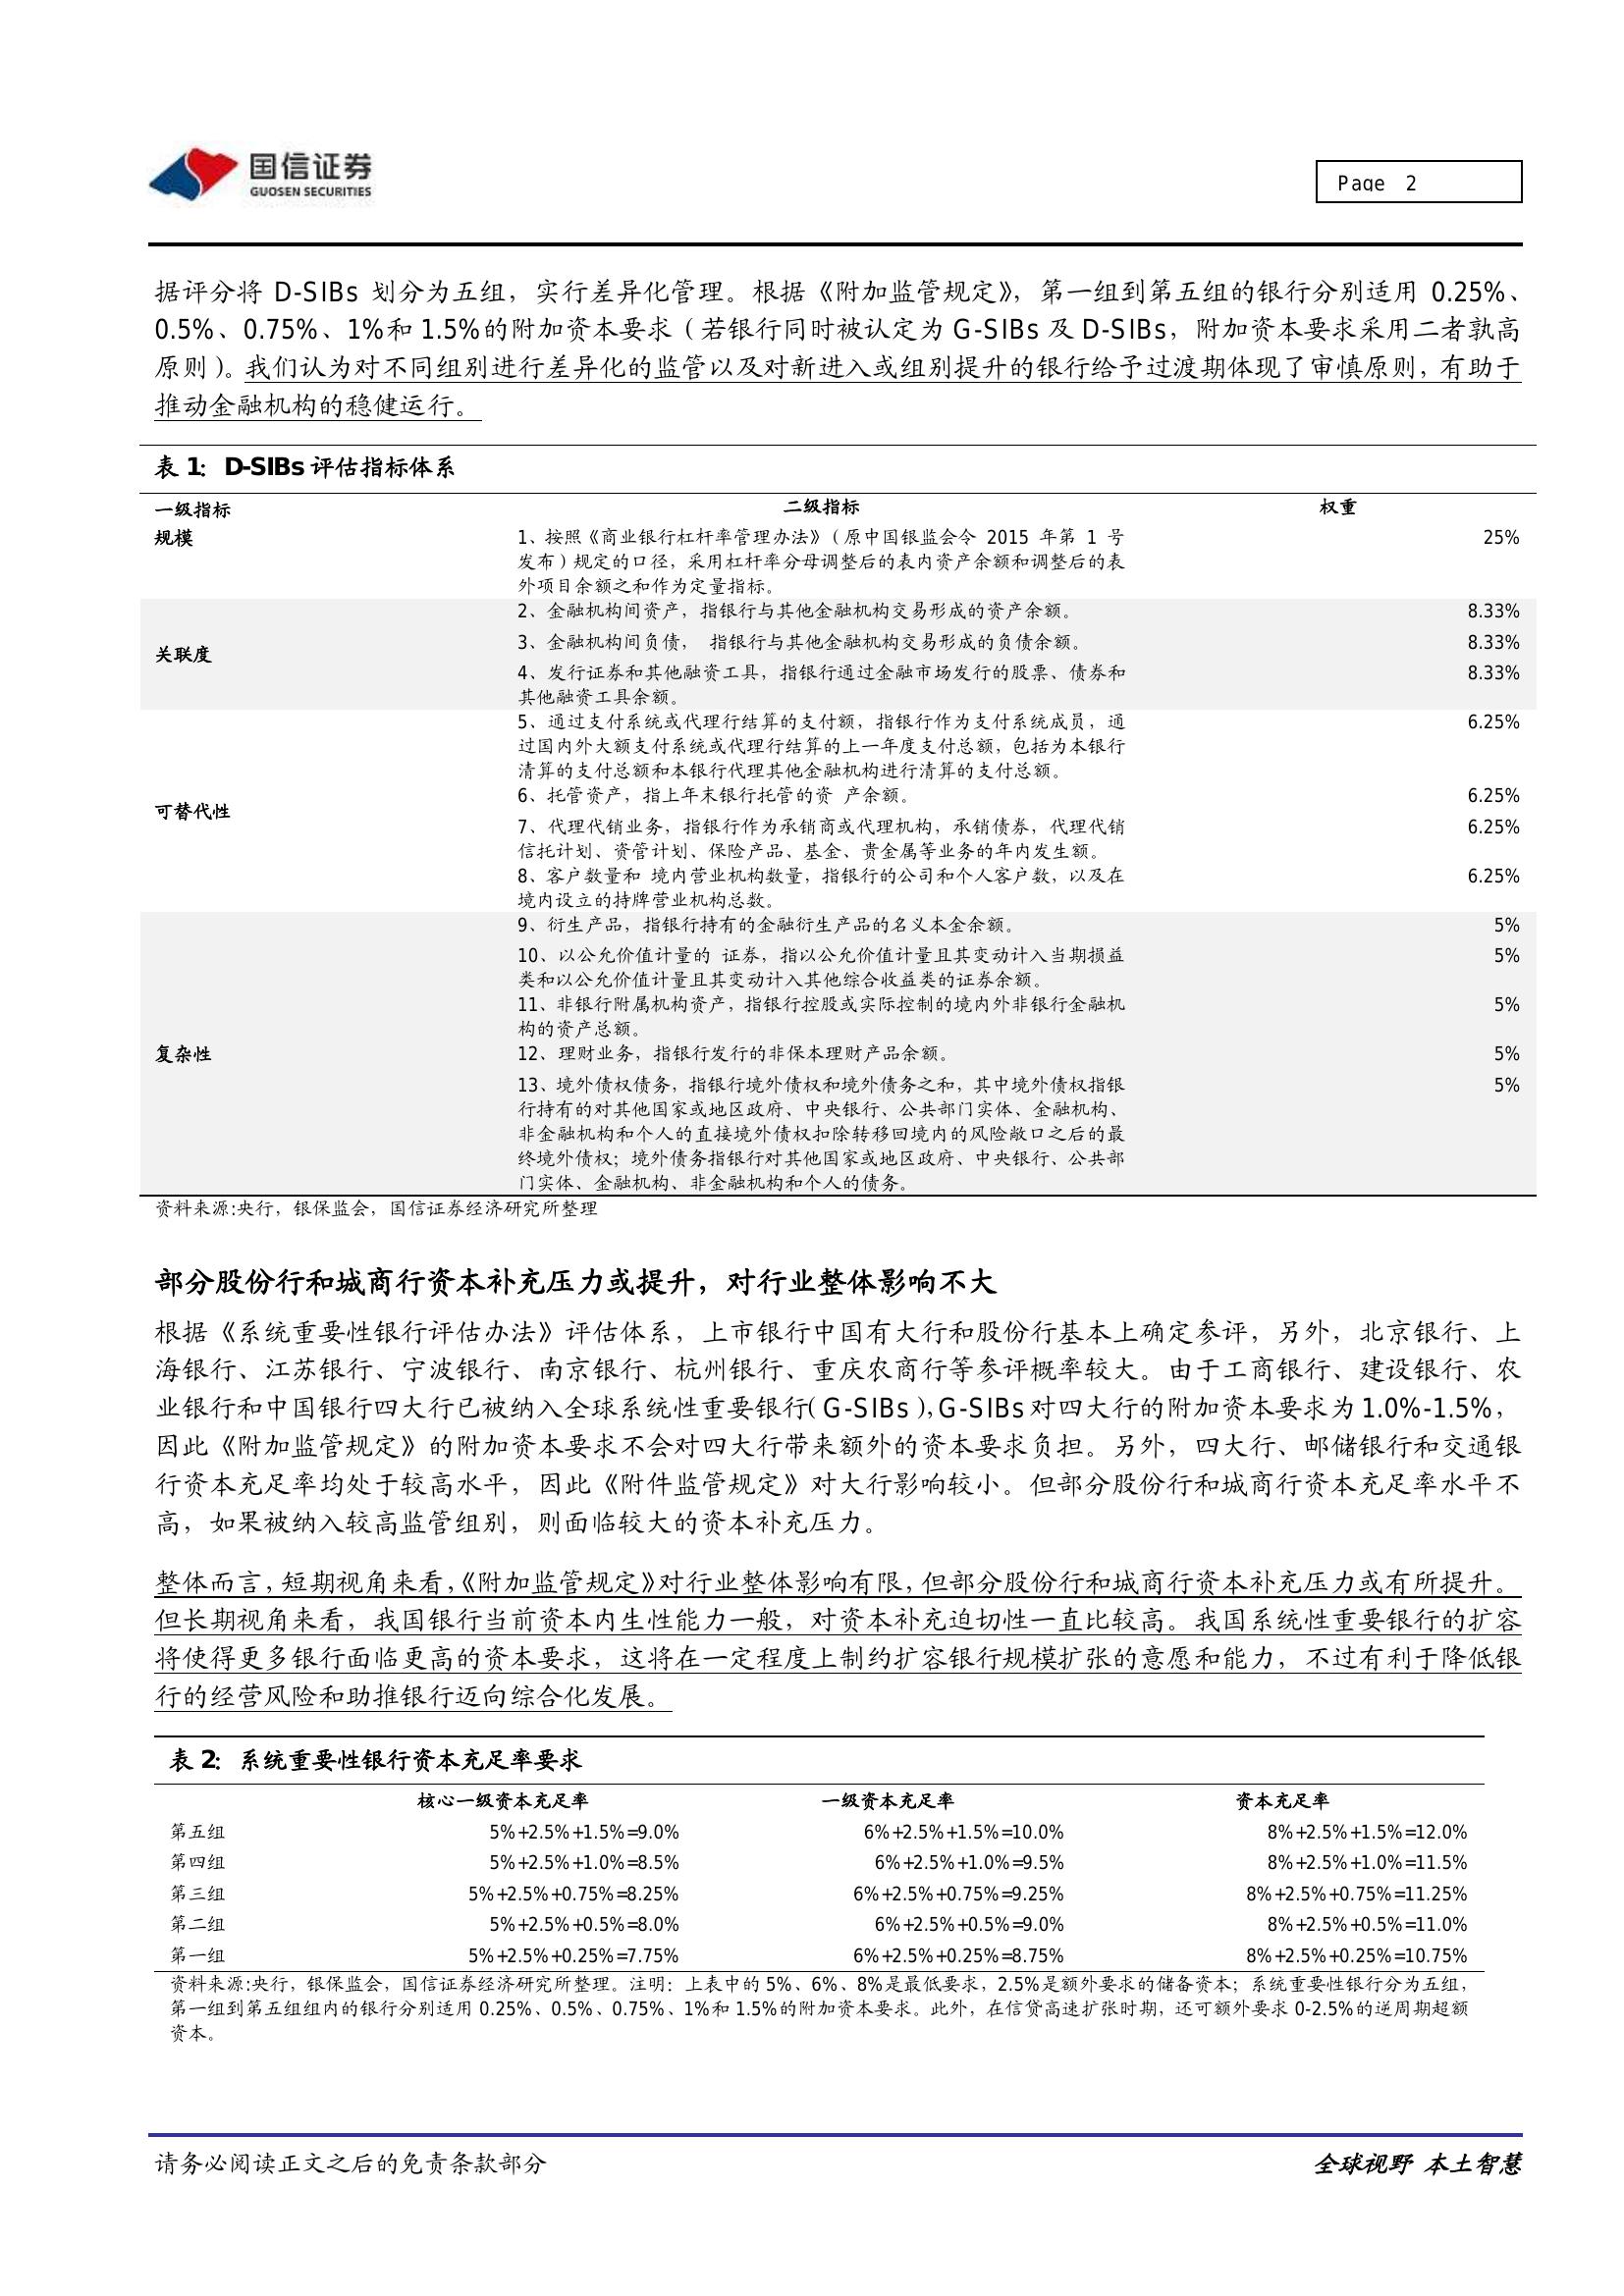 国信证券
GUOSEN SECURITIES
Page 2
据评分将 D-SIBs 划分为五组，实行差异化管理。根据《附加监管规定》，第一组到第五组的银行分别适用 0.25%、
0.5%、0.75%、1%和 1.5%的附加资本要求（若银行同时被认定为 G-SIBs 及 D-SIBs，附加资本要求采用二者孰高
原则）。我们认为对不同组别进行差异化的监管以及对新进入或组别提升的银行给予过渡期体现了审慎原则，有助于
推动金融机构的稳健运行。
表 1： D-SIBs 评估指标体系
一级指标 二级指标 权重
规模 1、按照《商业银行杠杆率管理办法》（原中国银监会令 2015 年第 1 号 25%
发布）规定的口径，采用杠杆率分母调整后的表内资产余额和调整后的表
外项目余额之和作为定量指标。
2、金融机构间资产，指银行与其他金融机构交易形成的资产余额。 8.33%
3、金融机构间负债， 指银行与其他金融机构交易形成的负债余额。 8.33%
关联度
4、发行证券和其他融资工具，指银行通过金融市场发行的股票、债券和 8.33%
其他融资工具余额。
5、通过支付系统或代理行结算的支付额，指银行作为支付系统成员，通 6.25%
过国内外大额支付系统或代理行结算的上一年度支付总额，包括为本银行
清算的支付总额和本银行代理其他金融机构进行清算的支付总额。
6、托管资产，指上年末银行托管的资 产余额。 6.25%
可替代性
7、代理代销业务，指银行作为承销商或代理机构，承销债券，代理代销 6.25%
信托计划、资管计划、保险产品、基金、贵金属等业务的年内发生额。
8、客户数量和 境内营业机构数量，指银行的公司和个人客户数，以及在 6.25%
境内设立的持牌营业机构总数。
9、衍生产品，指银行持有的金融衍生产品的名义本金余额。 5%
10、以公允价值计量的 证券，指以公允价值计量且其变动计入当期损益 5%
类和以公允价值计量且其变动计入其他综合收益类的证券余额。
11、非银行附属机构资产，指银行控股或实际控制的境内外非银行金融机 5%
构的资产总额。
复杂性 12、理财业务，指银行发行的非保本理财产品余额。 5%
13、境外债权债务，指银行境外债权和境外债务之和，其中境外债权指银 5%
行持有的对其他国家或地区政府、中央银行、公共部门实体、金融机构、
非金融机构和个人的直接境外债权扣除转移回境内的风险敞口之后的最
终境外债权；境外债务指银行对其他国家或地区政府、中央银行、公共部
门实体、金融机构、非金融机构和个人的债务。
资料来源:央行，银保监会，国信证券经济研究所整理
部分股份行和城商行资本补充压力或提升，对行业整体影响不大
根据《系统重要性银行评估办法》评估体系，上市银行中国有大行和股份行基本上确定参评，另外，北京银行、上
海银行、江苏银行、宁波银行、南京银行、杭州银行、重庆农商行等参评概率较大。由于工商银行、建设银行、农
业银行和中国银行四大行已被纳入全球系统性重要银行（G-SIBs），G-SIBs 对四大行的附加资本要求为 1.0%-1.5%，
因此《附加监管规定》的附加资本要求不会对四大行带来额外的资本要求负担。另外，四大行、邮储银行和交通银
行资本充足率均处于较高水平，因此《附件监管规定》对大行影响较小。但部分股份行和城商行资本充足率水平不
高，如果被纳入较高监管组别，则面临较大的资本补充压力。
整体而言，短期视角来看，《附加监管规定》对行业整体影响有限，但部分股份行和城商行资本补充压力或有所提升。
但长期视角来看，我国银行当前资本内生性能力一般，对资本补充迫切性一直比较高。我国系统性重要银行的扩容
将使得更多银行面临更高的资本要求，这将在一定程度上制约扩容银行规模扩张的意愿和能力，不过有利于降低银
行的经营风险和助推银行迈向综合化发展。
表 2： 系统重要性银行资本充足率要求
核心一级资本充足率 一级资本充足率 资本充足率
第五组 5%+2.5%+1.5%=9.0% 6%+2.5%+1.5%=10.0% 8%+2.5%+1.5%=12.0%
第四组 5%+2.5%+1.0%=8.5% 6%+2.5%+1.0%=9.5% 8%+2.5%+1.0%=11.5%
第三组 5%+2.5%+0.75%=8.25% 6%+2.5%+0.75%=9.25% 8%+2.5%+0.75%=11.25%
第二组 5%+2.5%+0.5%=8.0% 6%+2.5%+0.5%=9.0% 8%+2.5%+0.5%=11.0%
第一组 5%+2.5%+0.25%=7.75% 6%+2.5%+0.25%=8.75% 8%+2.5%+0.25%=10.75%
资料来源:央行，银保监会，国信证券经济研究所整理。注明：上表中的 5%、6%、8%是最低要求，2.5%是额外要求的储备资本；系统重要性银行分为五组，
第一组到第五组组内的银行分别适用 0.25%、0.5%、0.75%、1%和 1.5%的附加资本要求。此外，在信贷高速扩张时期，还可额外要求 0-2.5%的逆周期超额
资本。
请务必阅读正文之后的免责条款部分 全球视野 本土智慧